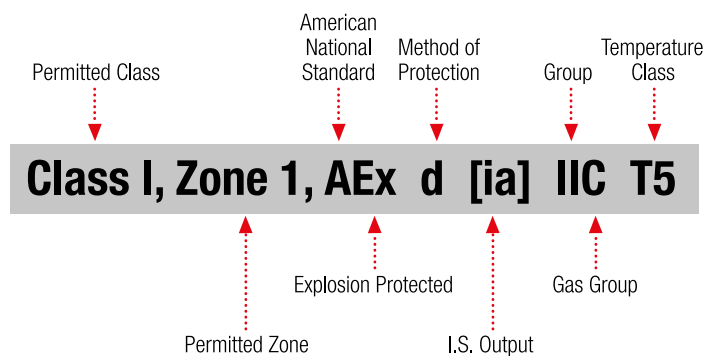 American
National
Standard
Method of
Protection
Temperature
Class
Permitted Class
Group
Class I, Zone 1, AEx d [ia] IIC T5
Explosion Protected
Gas Group
Permitted Zone
I.S. Output